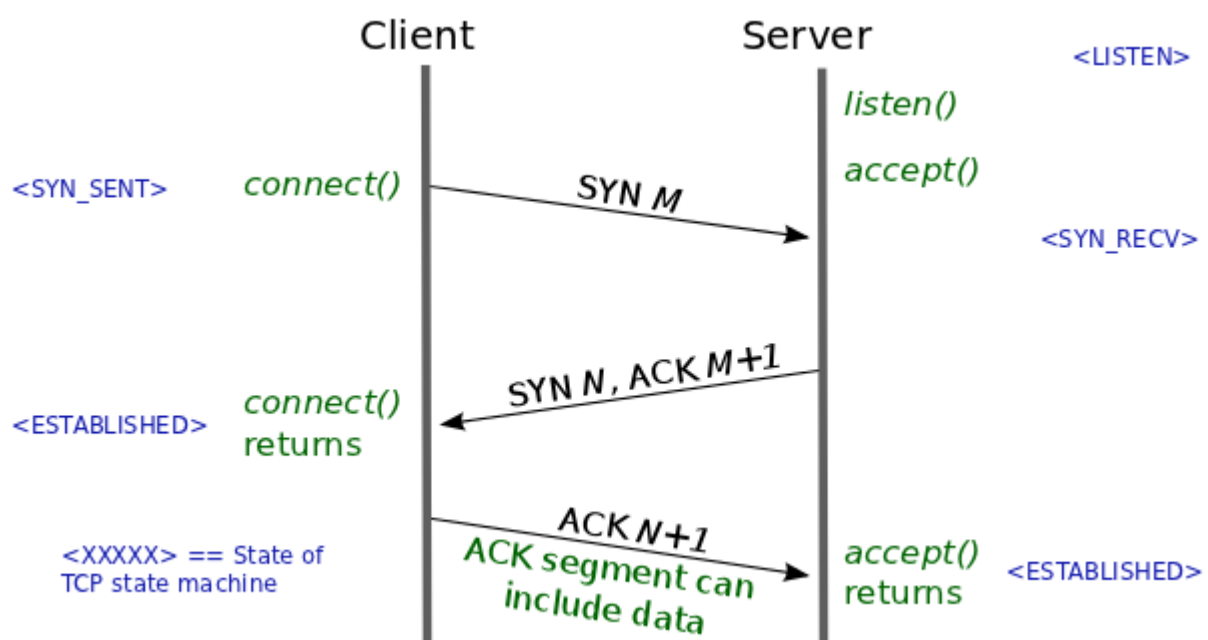 Client
Server
<LISTEN>
listen()
accept()
<SYN_SENT>
connect()
SYN M
<SYN_RECV>
SYN N, ACK M+1
<ESTABLISHED>
connect()
returns
ACK N+1
ACK segment can
include data
<XXXXX> == State of
TCP state machine
accept()
returns
<ESTABLISHED>